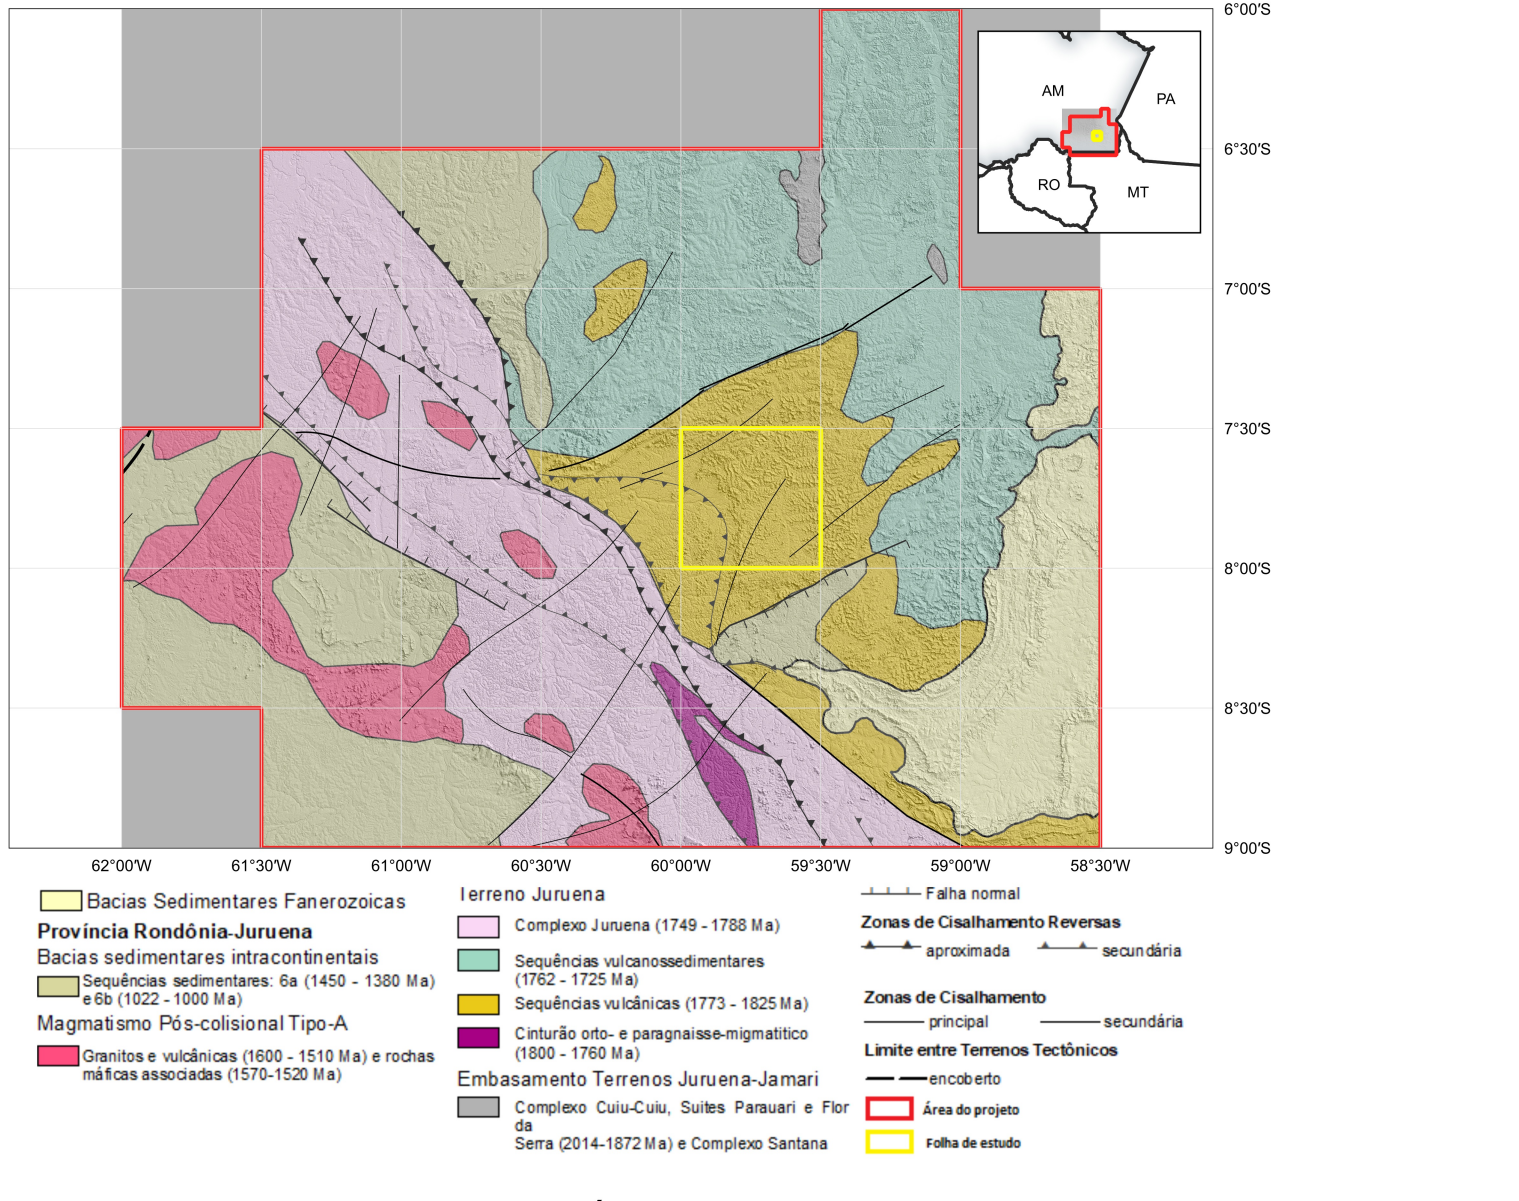 6°00'S
AM
PA
RO
MT
6°30'S
7°00'S
7°30'S
8°00'S
8°30'S
9°00'S
62°00'W
61°30'W
61°00'W
60°30'W
60°00'W
59°30'W
59°00'W
58°30'W
Bacias Sedimentares Fanerozoicas
Província Rondônia-Juruena
Bacias sedimentares intracontinentais
Sequências sedimentares: 6a (1450 - 1380 Ma)
e 6b (1022 - 1000 Ma)
Magmatismo Pós-colisional Tipo-A
Granitos e vulcânicas (1600 - 1510 Ma) e rochas
máficas associadas (1570-1520 Ma)
Terreno Juruena
Complexo Juruena (1749 - 1788 Ma)
Sequências vulcanossedimentares
(1762 - 1725 Ma)
Sequências vulcânicas (1773 - 1825 Ma)
Cinturão orto- e paragnaisse-migmatitico
(1800 - 1760 Ma)
Embasamento Terrenos Juruena-Jamari
Complexo Cuiu-Cuiu, Suites Parauari e Flor
da
Serra (2014-1872 Ma) e Complexo Santana
Falha normal
Zonas de Cisalhamento Reversas
aproximada secundária
Zonas de Cisalhamento
principal secundária
Limite entre Terrenos Tectônicos
encoberto
Área do projeto
Folha de estudo